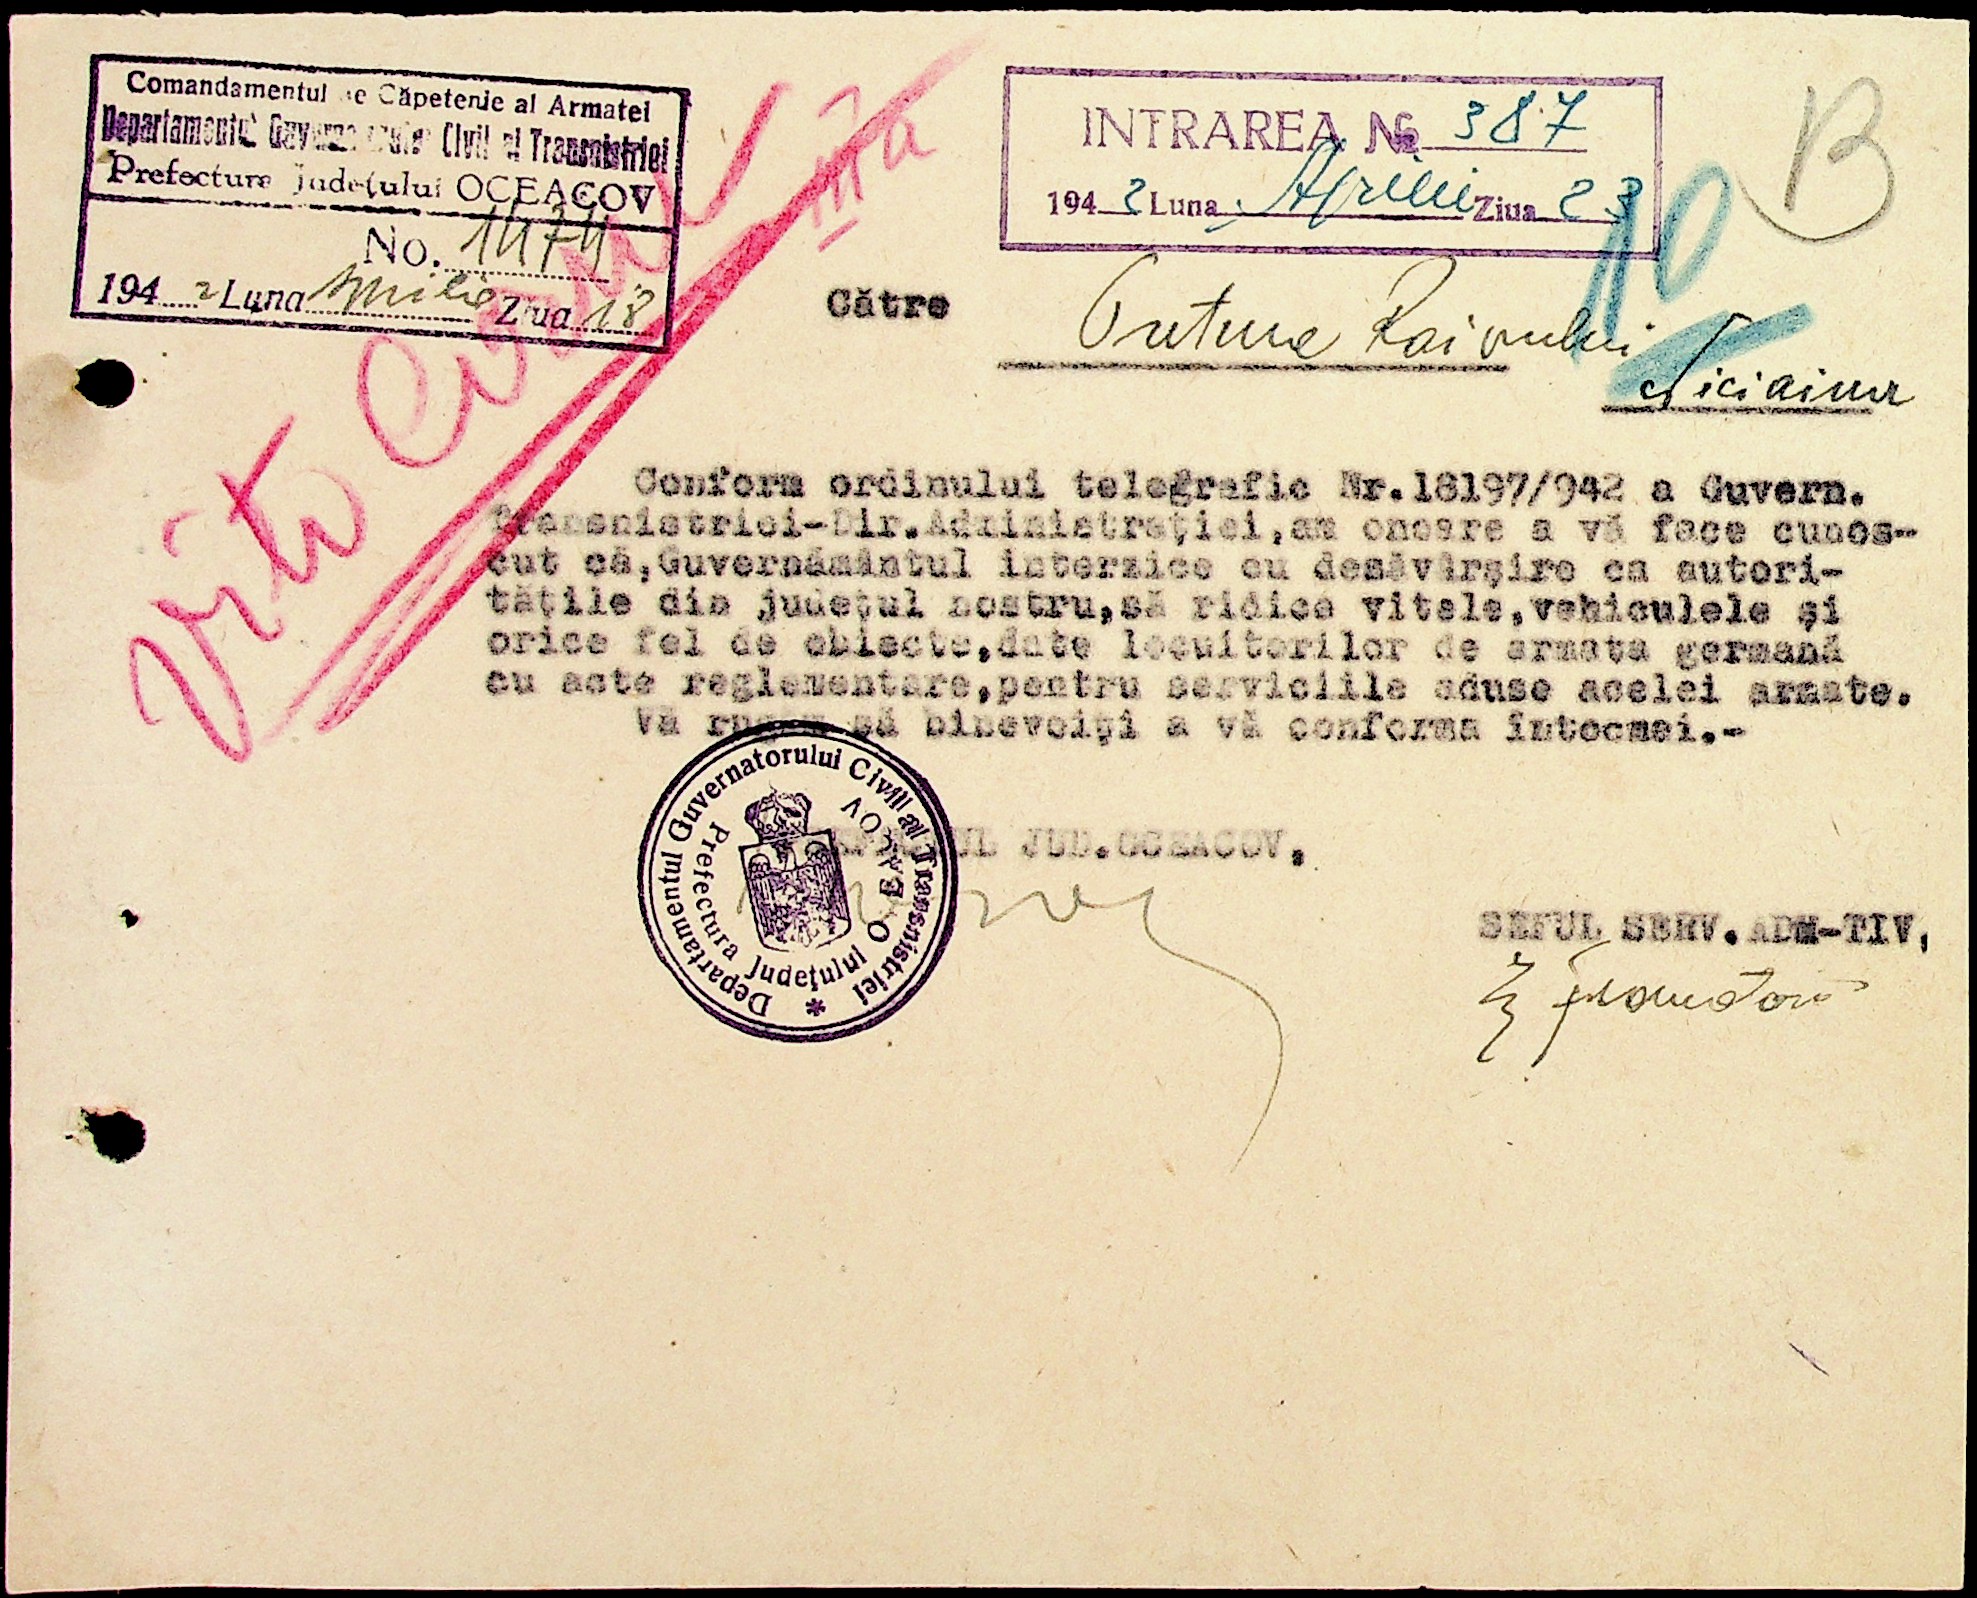 Comandamentul de Căpetenie al Armatei
Departamentul Guvernatorului Civil al Transnistriei
Prefectura Județului OCEACOV
No. 1474
194 2 Luna Aprilie Ziua 18
INTRAREA No 387
194 2 Luna Aprilie Ziua 23
B
10
III a
Către
Pretura Raionului
Conform ordinului telegrafic Nr.18197/942 a Guvern.
Transnistriei-Dir.Administrației,am onoare a vă face cunos-
cut că,Guvernământul interzice cu desăvârșire ca autori-
tățile din județul nostru,să ridice vitele,vehiculele și
orice fel de obiecte,date locuitorilor de armata germană
cu acte reglementare,pentru serviciile aduse acelei armate.
Vă rugăm să binevoiți a vă conforma întocmai.-
PREFECTUL JUD.OCEACOV,
Departamentul Guvernatorului Civil al Transnistriei *
Prefectura Județului OCEACOV
SEFUL SERV.ADM-TIV,